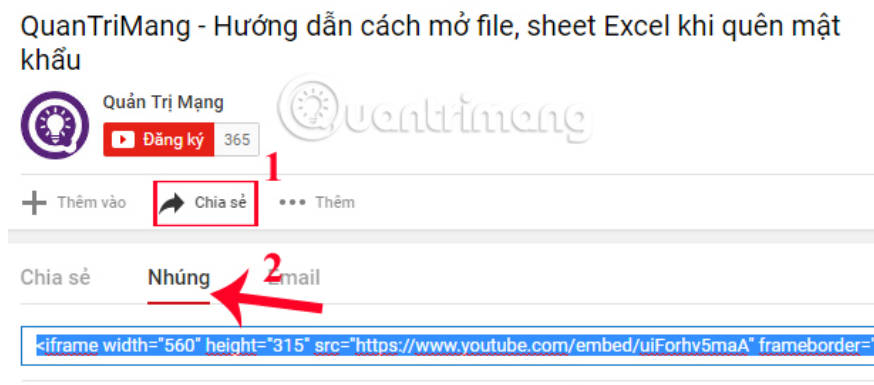 QuanTriMang - Hướng dẫn cách mở file, sheet Excel khi quên mật
khẩu
Quản Trị Mạng
Quantrimang
Đăng ký 365
1
Thêm vào Chia sẻ Thêm
2
Chia sẻ Nhúng Email
<iframe width="560" height="315" src="https://www.youtube.com/embed/uiForhv5maA" frameborder="